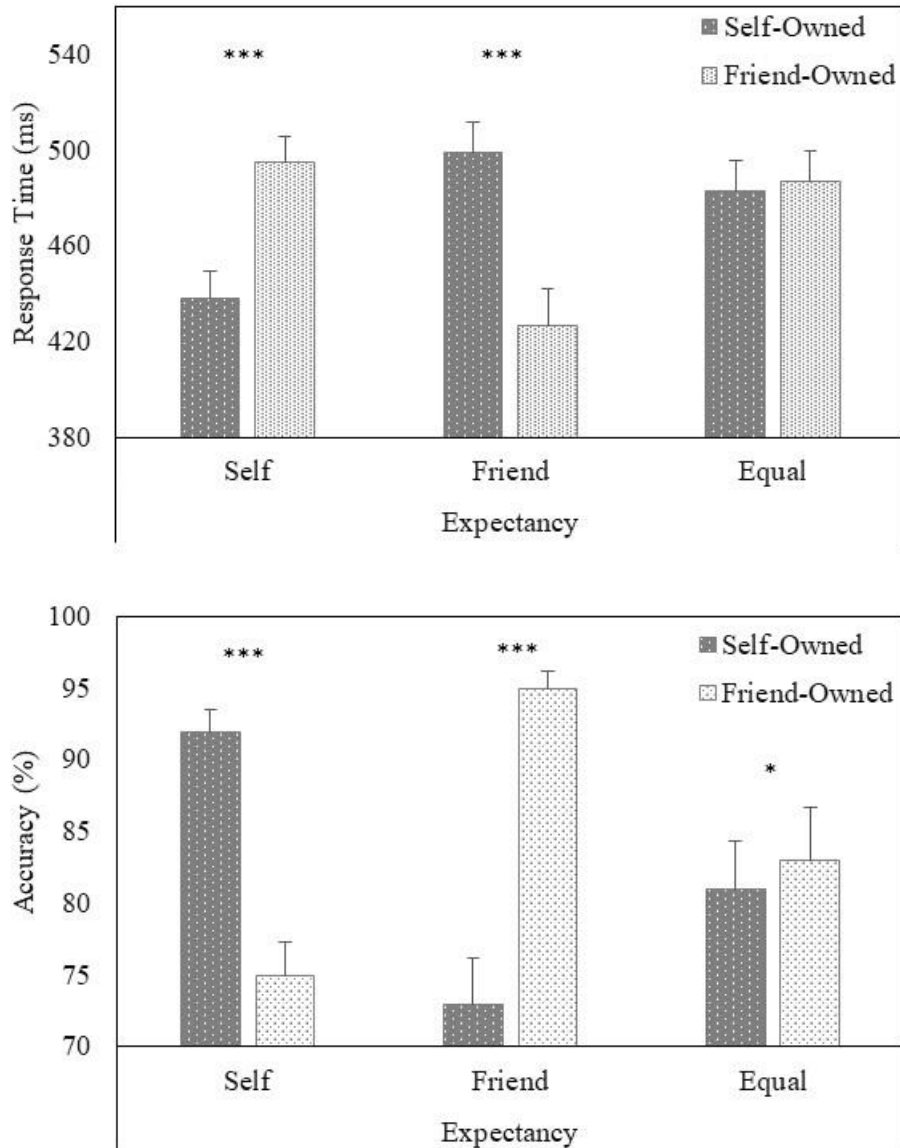 540
500
460
420
380
Response Time (ms)
*** ***
Self-Owned
Friend-Owned
Self Friend Equal
Expectancy
100
95
90
85
80
75
70
Accuracy (%)
*** *** *
Self-Owned
Friend-Owned
Self Friend Equal
Expectancy